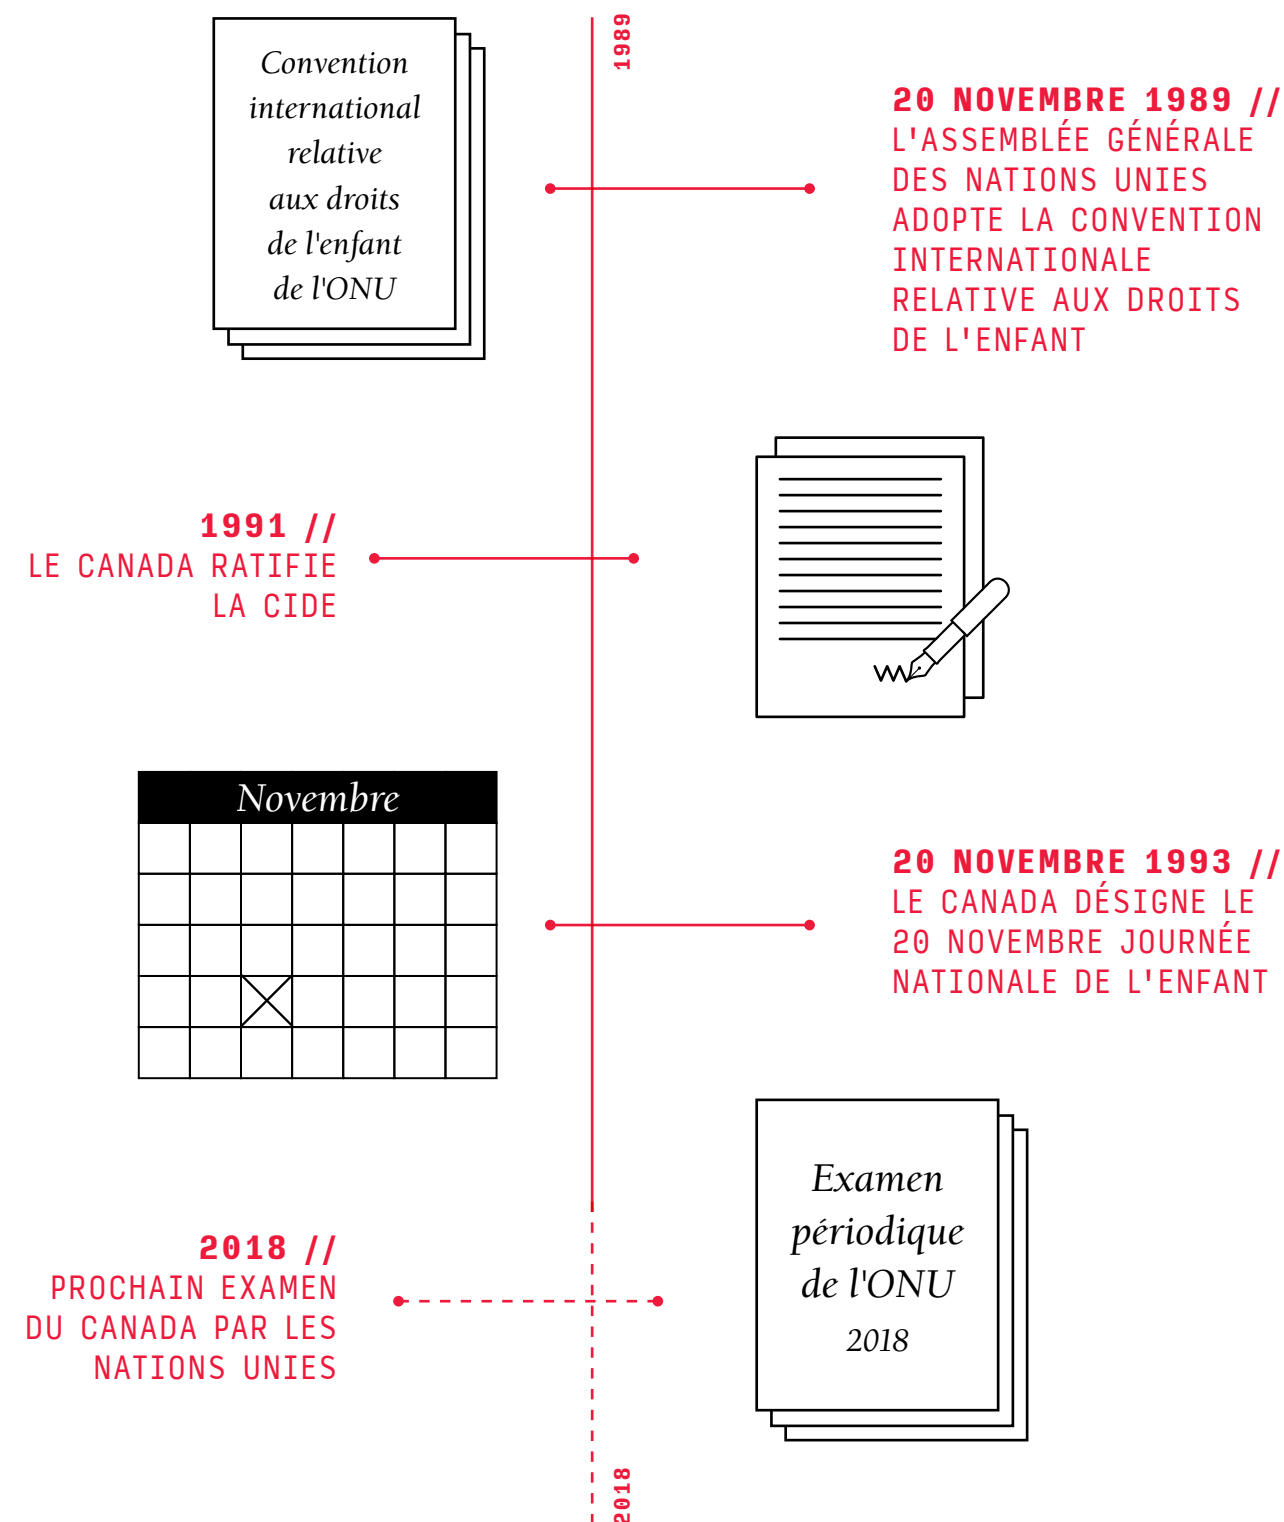 Convention
international
relative
aux droits
de l'enfant
de l'ONU
1989
20 NOVEMBRE 1989 //
L'ASSEMBLÉE GÉNÉRALE
DES NATIONS UNIES
ADOPTE LA CONVENTION
INTERNATIONALE
RELATIVE AUX DROITS
DE L'ENFANT
1991 //
LE CANADA RATIFIE
LA CIDE
Novembre
20 NOVEMBRE 1993 //
LE CANADA DÉSIGNE LE
20 NOVEMBRE JOURNÉE
NATIONALE DE L'ENFANT
2018 //
PROCHAIN EXAMEN
DU CANADA PAR LES
NATIONS UNIES
Examen
périodique
de l'ONU
2018
2018